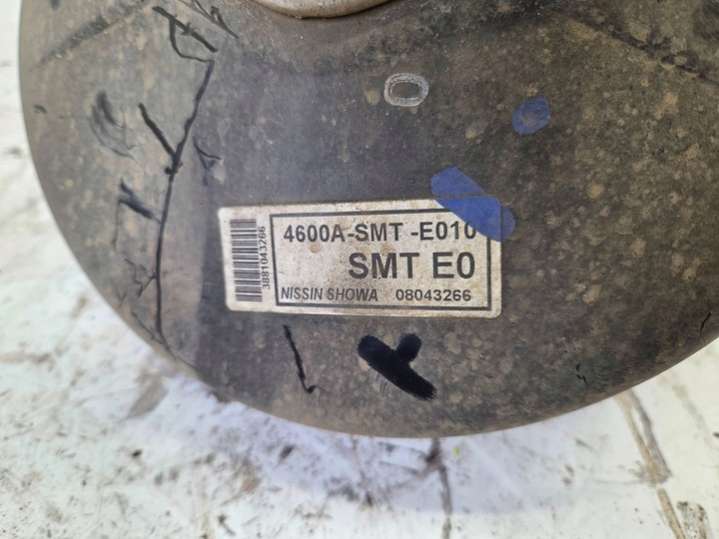 4600A-SMT -E010
SMT E0
NISSIN SHOWA 08043266
3881043266